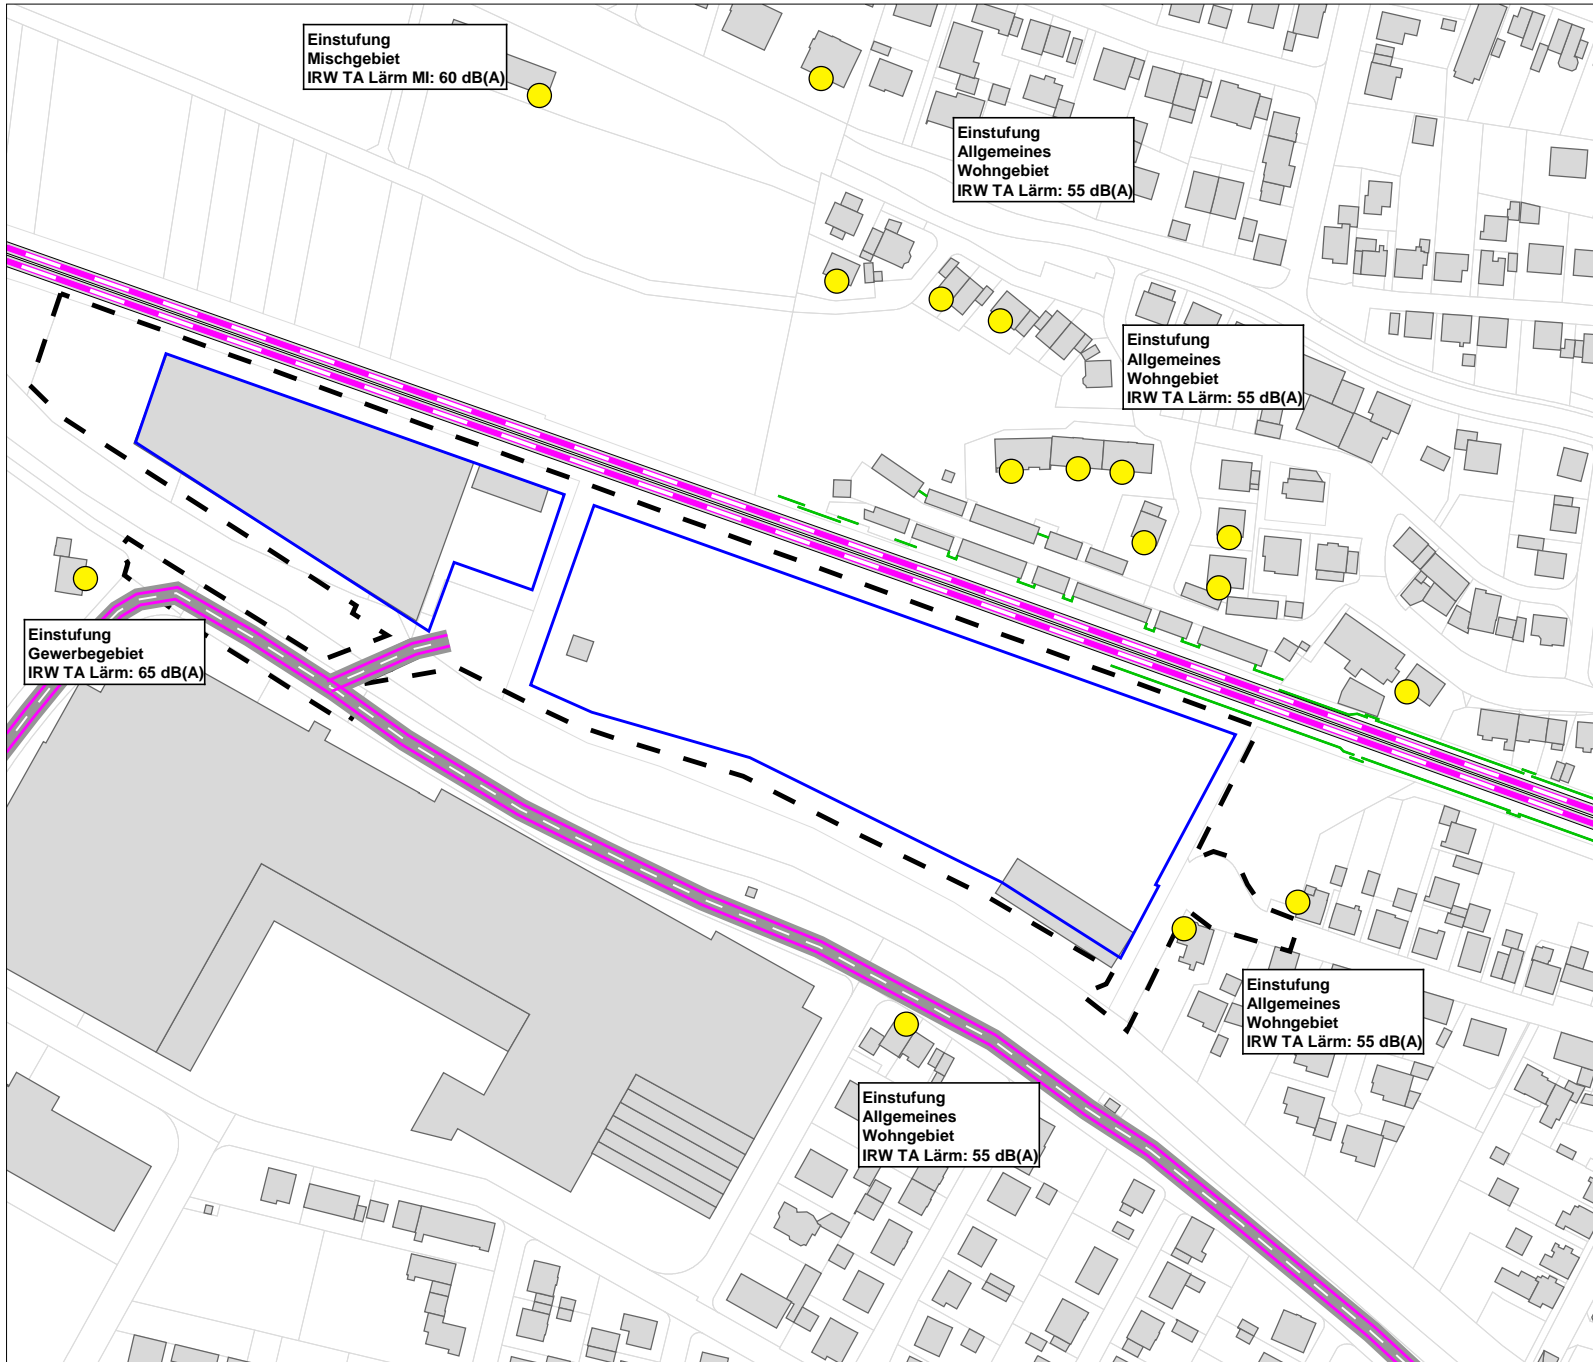 Einstufung
Mischgebiet
IRW TA Lärm MI: 60 dB(A)
Einstufung
Allgemeines
Wohngebiet
IRW TA Lärm: 55 dB(A)
Einstufung
Allgemeines
Wohngebiet
IRW TA Lärm: 55 dB(A)
Einstufung
Gewerbegebiet
IRW TA Lärm: 65 dB(A)
Einstufung
Allgemeines
Wohngebiet
IRW TA Lärm: 55 dB(A)
Einstufung
Allgemeines
Wohngebiet
IRW TA Lärm: 55 dB(A)